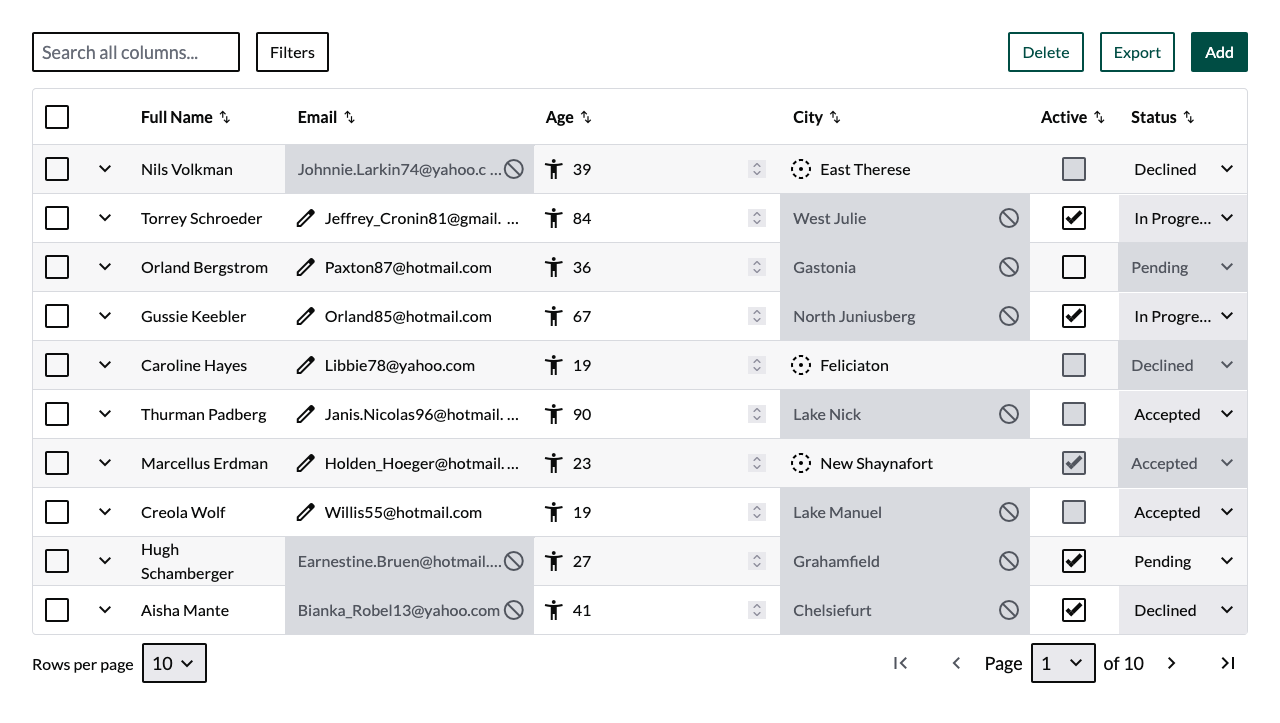 Search all columns...
Filters
Delete
Export
Add
Full Name
Email
Age
City
Active
Status
Nils Volkman
Johnnie.Larkin74@yahoo.c ...
39
East Therese
Declined
Torrey Schroeder
Jeffrey_Cronin81@gmail. ...
84
West Julie
In Progre...
Orland Bergstrom
Paxton87@hotmail.com
36
Gastonia
Pending
Gussie Keebler
Orland85@hotmail.com
67
North Juniusberg
In Progre...
Caroline Hayes
Libbie78@yahoo.com
19
Feliciaton
Declined
Thurman Padberg
Janis.Nicolas96@hotmail. ...
90
Lake Nick
Accepted
Marcellus Erdman
Holden_Hoeger@hotmail. ...
23
New Shaynafort
Accepted
Creola Wolf
Willis55@hotmail.com
19
Lake Manuel
Accepted
Hugh
Schamberger
Earnestine.Bruen@hotmail....
27
Grahamfield
Pending
Aisha Mante
Bianka_Robel13@yahoo.com
41
Chelsiefurt
Declined
Rows per page
10
Page
1
of 10